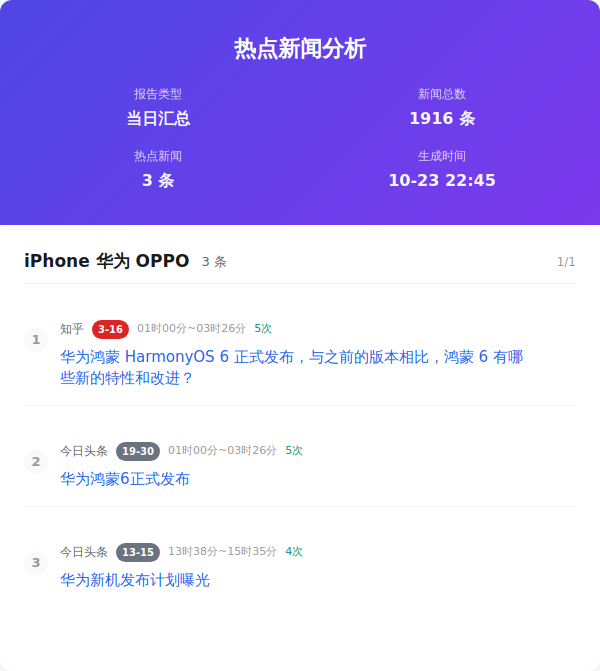 热点新闻分析
报告类型
新闻总数
当日汇总
1916 条
热点新闻
生成时间
3 条
10-23 22:45
iPhone 华为 OPPO 3 条 1/1
1 知乎 3-16 01时00分~03时26分 5次
华为鸿蒙 HarmonyOS 6 正式发布，与之前的版本相比，鸿蒙 6 有哪
些新的特性和改进？
2 今日头条 19-30 01时00分~03时26分 5次
华为鸿蒙6正式发布
3 今日头条 13-15 13时38分~15时35分 4次
华为新机发布计划曝光